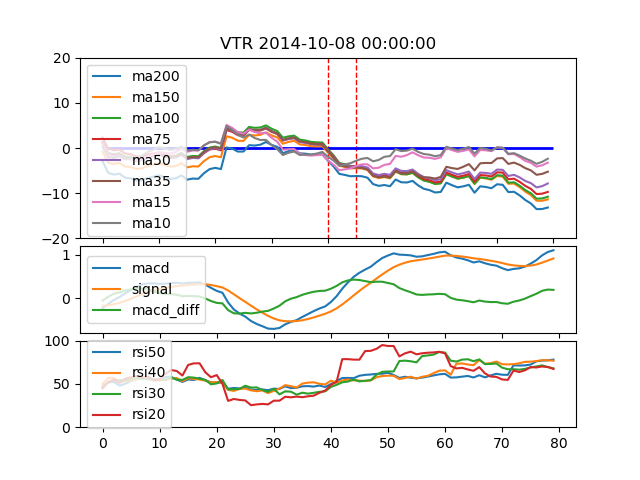 VTR 2014-10-08 00:00:00
20
10
0
−10
−20
ma200
ma150
ma100
ma75
ma50
ma35
ma15
ma10
1
0
macd
signal
macd_diff
100
50
0
rsi50
rsi40
rsi30
rsi20
0 10 20 30 40 50 60 70 80